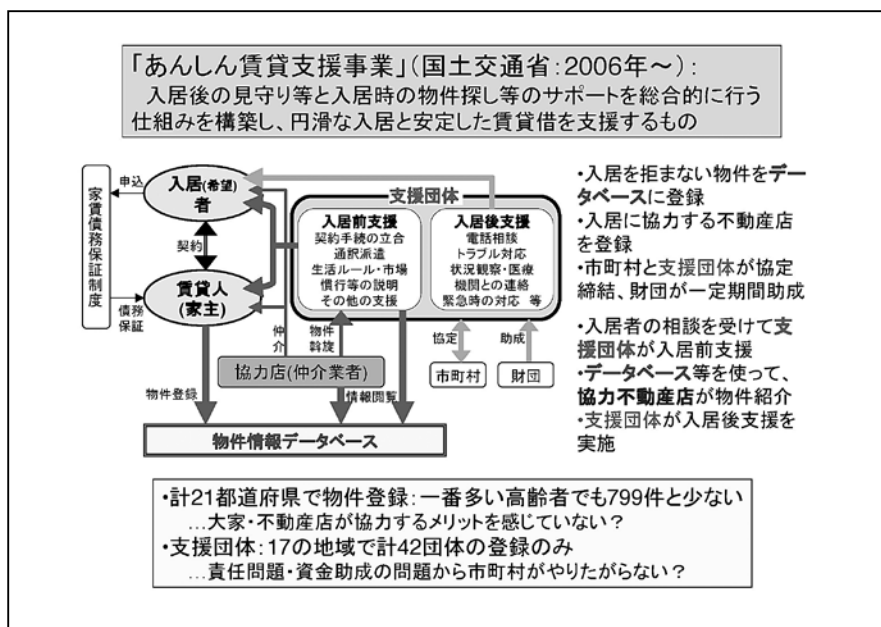 「あんしん賃貸支援事業」(国土交通省:2006年~):
入居後の見守り等と入居時の物件探し等のサポートを総合的に行う
仕組みを構築し、円滑な入居と安定した賃貸借を支援するもの
家賃債務保証制度
申込
入居(希望)
者
契約
賃貸人
(家主)
債務
保証
支援団体
入居前支援
契約手続の立合
通訳派遣
生活ルール・市場
慣行等の説明
その他の支援
入居後支援
電話相談
トラブル対応
状況観察・医療
機関との連絡
緊急時の対応 等
仲介
物件
斡旋
協定
助成
協力店(仲介業者)
市町村
財団
物件登録
情報閲覧
物件情報データベース
・入居を拒まない物件をデー
タベースに登録
・入居に協力する不動産店
を登録
・市町村と支援団体が協定
締結、財団が一定期間助成
・入居者の相談を受けて支
援団体が入居前支援
・データベース等を使って、
協力不動産店が物件紹介
・支援団体が入居後支援を
実施
・計21都道府県で物件登録:一番多い高齢者でも799件と少ない
…大家・不動産店が協力するメリットを感じていない?
・支援団体:17の地域で計42団体の登録のみ
…責任問題・資金助成の問題から市町村がやりたがらない?